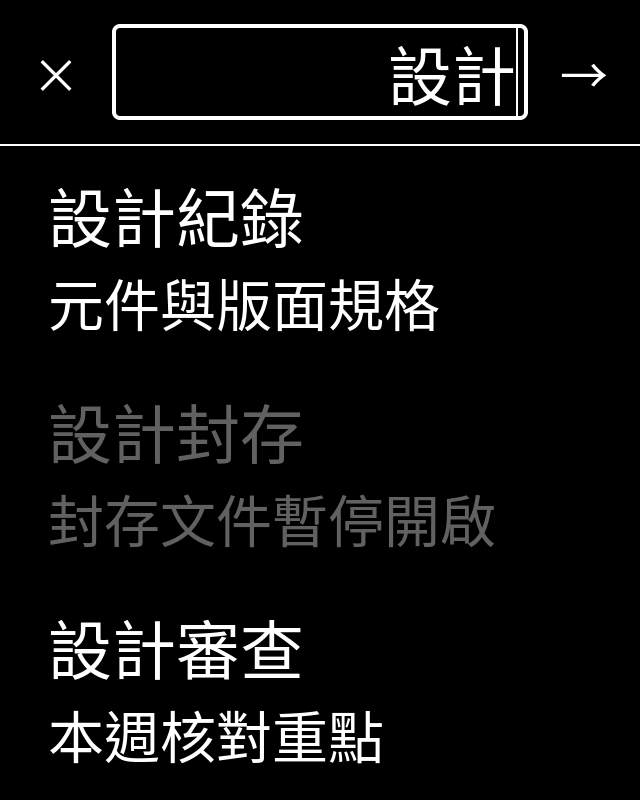 設計
設計紀錄
元件與版面規格
設計封存
封存文件暫停開啟
設計審查
本週核對重點